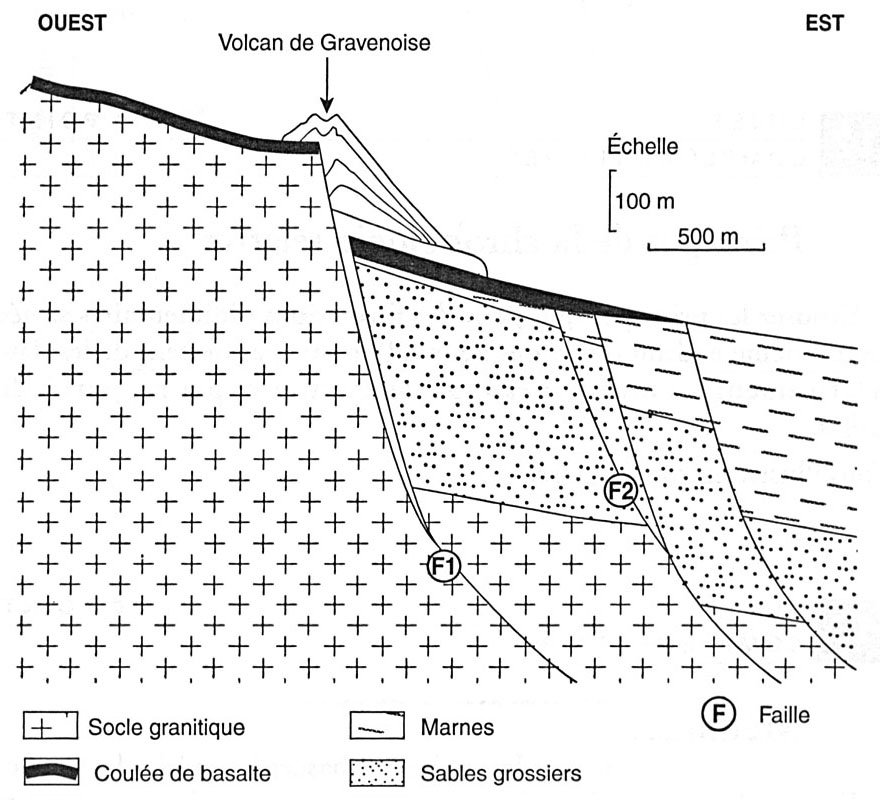 OUEST
EST
Volcan de Gravenoise
Échelle
100 m
500 m
F2
F1
Socle granitique
Marnes
F
Faille
Coulée de basalte
Sables grossiers